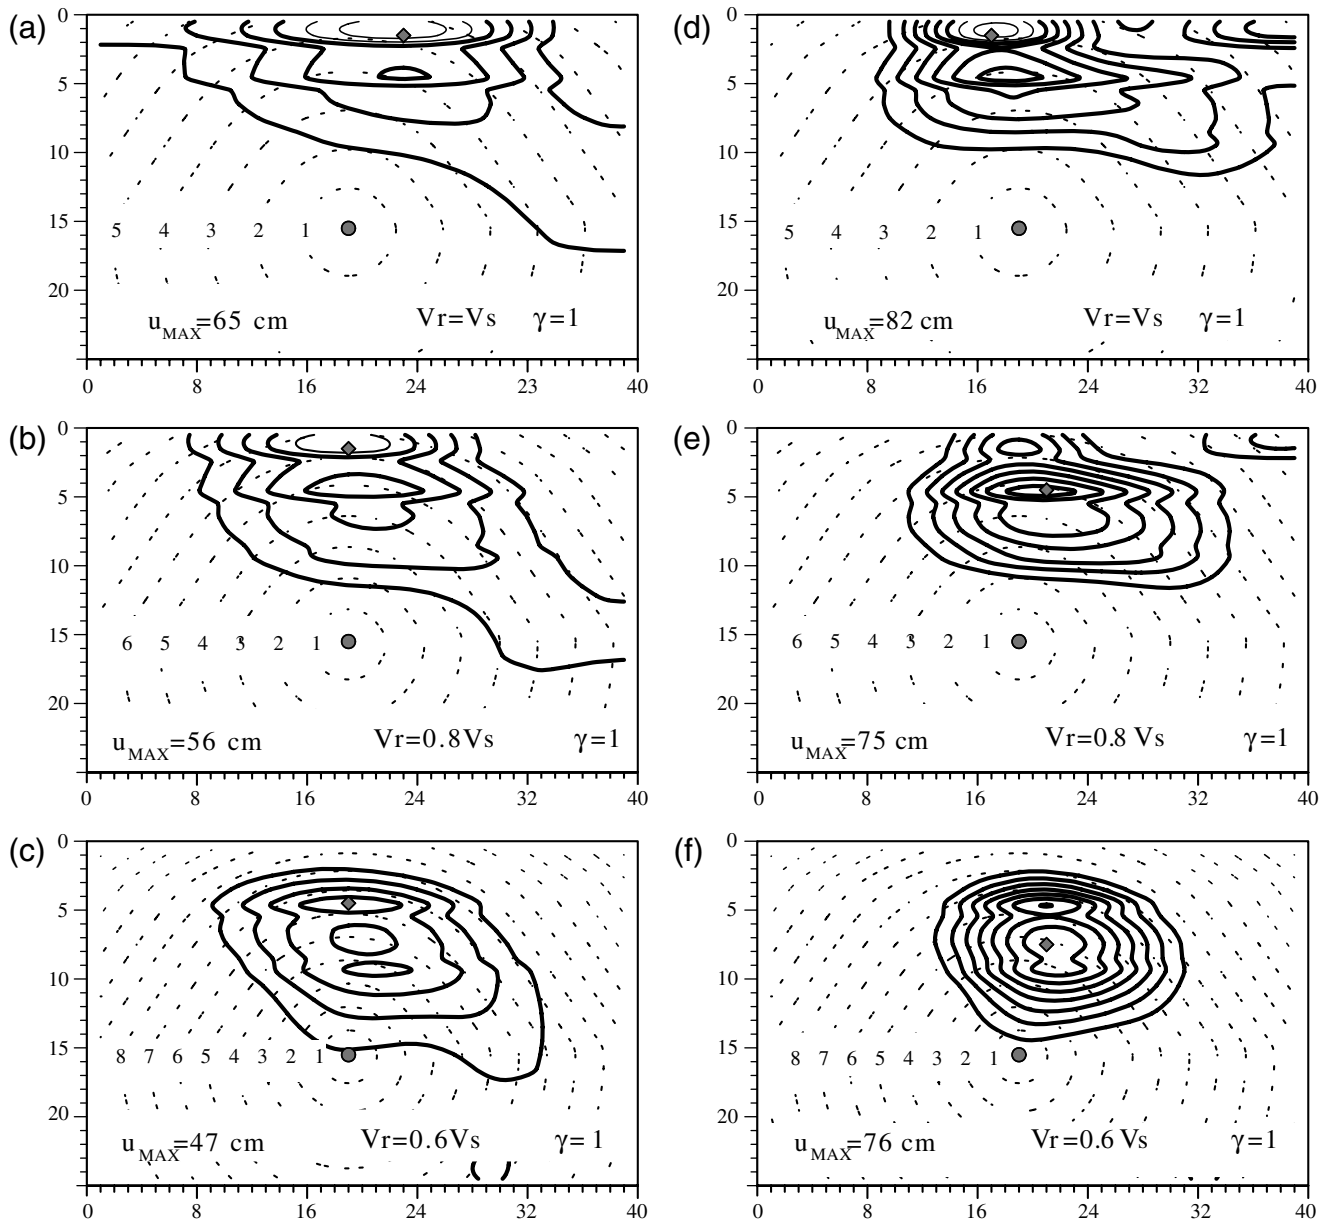 (a)
0
5
10
15
20
5 4 3 2 1
uMAX=65 cm Vr=Vs γ=1
0 8 16 24 32 40
(d)
0
5
10
15
20
5 4 3 2 1
uMAX=82 cm Vr=Vs γ=1
0 8 16 24 32 40
(b)
0
5
10
15
20
6 5 4 3 2 1
uMAX=56 cm Vr=0.8Vs γ=1
0 8 16 24 32 40
(e)
0
5
10
15
20
6 5 4 3 2 1
uMAX=75 cm Vr=0.8 Vs γ=1
0 8 16 24 32 40
(c)
0
5
10
15
20
8 7 6 5 4 3 2 1
uMAX=47 cm Vr=0.6Vs γ= 1
0 8 16 24 32 40
(f)
0
5
10
15
20
8 7 6 5 4 3 2 1
uMAX=76 cm Vr=0.6 Vs γ=1
0 8 16 24 32 40